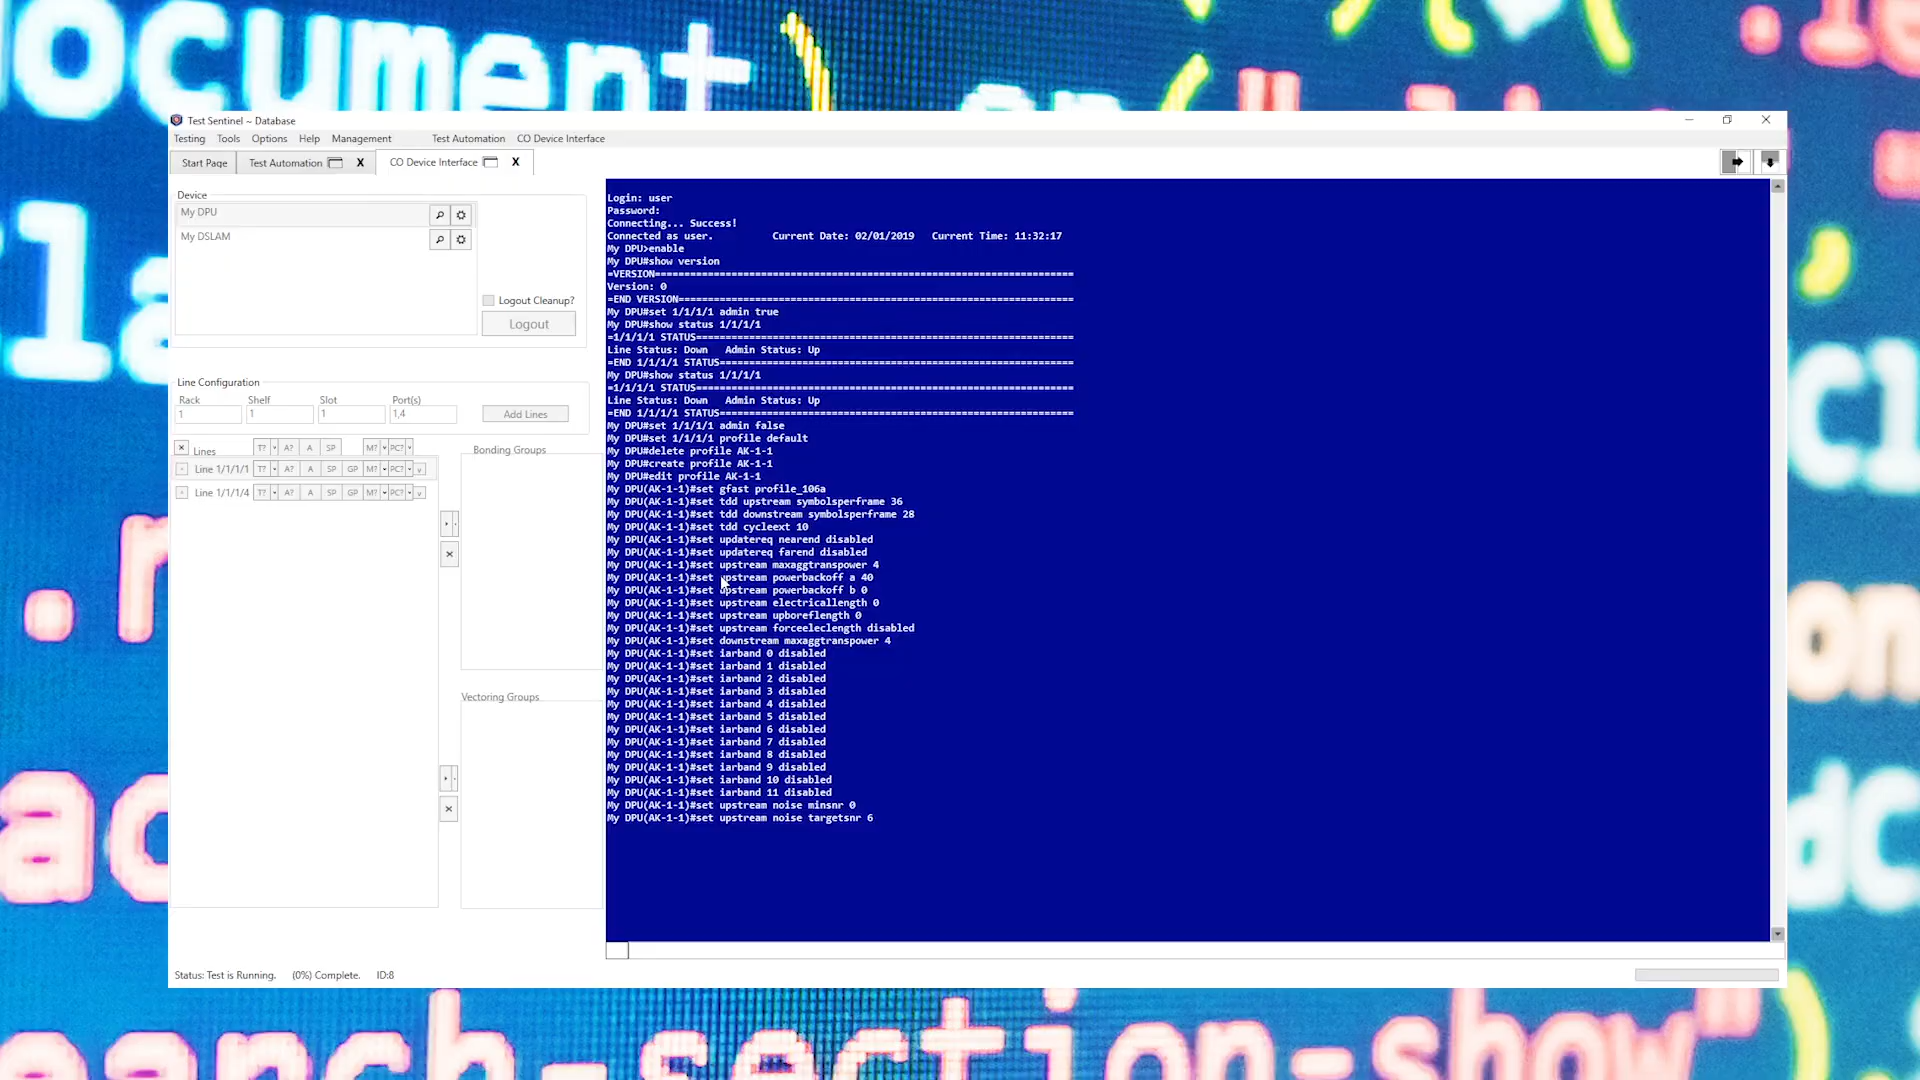 ocument
Test Sentinel ~ Database
Testing Tools Options Help Management Test Automation CO Device Interface
Start Page Test Automation X CO Device Interface X
Device
My DPU
My DSLAM
Logout Cleanup?
Logout
Line Configuration
Rack Shelf Slot Port(s)
1 1 1 1,4 Add Lines
Lines T? A? A SP M? PC?
Line 1/1/1/1 T? A? A SP GP M? PC? v
Line 1/1/1/4 T? A? A SP GP M? PC? v
Bonding Groups
Vectoring Groups
Login: user
Password:
Connecting... Success!
Connected as user. Current Date: 02/01/2019 Current Time: 11:32:17
My DPU>enable
My DPU#show version
=VERSION=======================================================================
Version: 0
=END VERSION===================================================================
My DPU#set 1/1/1/1 admin true
My DPU#show status 1/1/1/1
=1/1/1/1 STATUS================================================================
Line Status: Down Admin Status: Up
=END 1/1/1/1 STATUS============================================================
My DPU#show status 1/1/1/1
=1/1/1/1 STATUS================================================================
Line Status: Down Admin Status: Up
=END 1/1/1/1 STATUS============================================================
My DPU#set 1/1/1/1 admin false
My DPU#set 1/1/1/1 profile default
My DPU#delete profile AK-1-1
My DPU#create profile AK-1-1
My DPU#edit profile AK-1-1
My DPU(AK-1-1)#set gfast profile_106a
My DPU(AK-1-1)#set tdd upstream symbolsperframe 36
My DPU(AK-1-1)#set tdd downstream symbolsperframe 28
My DPU(AK-1-1)#set tdd cycleext 10
My DPU(AK-1-1)#set updatereq nearend disabled
My DPU(AK-1-1)#set updatereq farend disabled
My DPU(AK-1-1)#set upstream maxaggtranspower 4
My DPU(AK-1-1)#set upstream powerbackoff a 40
My DPU(AK-1-1)#set upstream powerbackoff b 0
My DPU(AK-1-1)#set upstream electricallength 0
My DPU(AK-1-1)#set upstream upboreflength 0
My DPU(AK-1-1)#set upstream forceeleclength disabled
My DPU(AK-1-1)#set downstream maxaggtranspower 4
My DPU(AK-1-1)#set iarband 0 disabled
My DPU(AK-1-1)#set iarband 1 disabled
My DPU(AK-1-1)#set iarband 2 disabled
My DPU(AK-1-1)#set iarband 3 disabled
My DPU(AK-1-1)#set iarband 4 disabled
My DPU(AK-1-1)#set iarband 5 disabled
My DPU(AK-1-1)#set iarband 6 disabled
My DPU(AK-1-1)#set iarband 7 disabled
My DPU(AK-1-1)#set iarband 8 disabled
My DPU(AK-1-1)#set iarband 9 disabled
My DPU(AK-1-1)#set iarband 10 disabled
My DPU(AK-1-1)#set iarband 11 disabled
My DPU(AK-1-1)#set upstream noise minsnr 0
My DPU(AK-1-1)#set upstream noise targetsnr 6
Status: Test is Running. (0%) Complete. ID:8
earch-section-show")